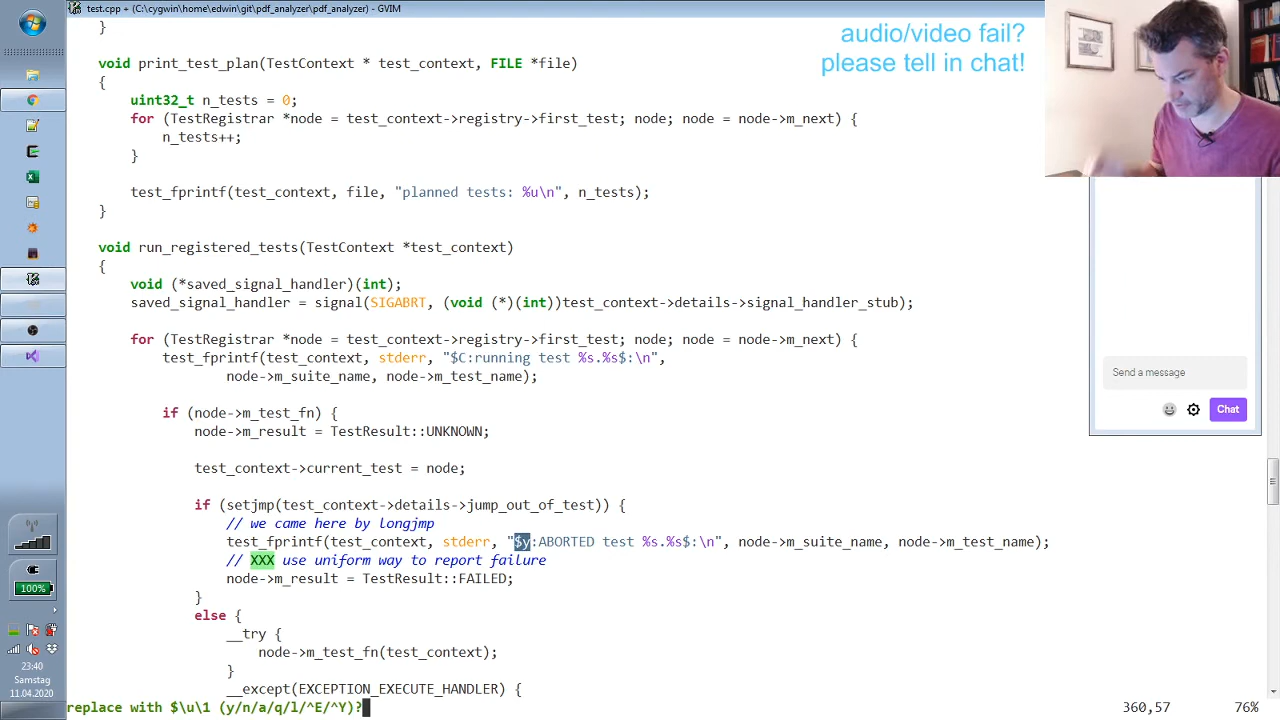 test.cpp + (C:\cygwin\home\edwin\git\pdf_analyzer\pdf_analyzer) - GVIM
audio/video fail?
please tell in chat!
}
void print_test_plan(TestContext * test_context, FILE *file)
{
uint32_t n_tests = 0;
for (TestRegistrar *node = test_context->registry->first_test; node; node = node->m_next) {
n_tests++;
}
test_fprintf(test_context, file, "planned tests: %u\n", n_tests);
}
void run_registered_tests(TestContext *test_context)
{
void (*saved_signal_handler)(int);
saved_signal_handler = signal(SIGABRT, (void (*)(int))test_context->details->signal_handler_stub);
for (TestRegistrar *node = test_context->registry->first_test; node; node = node->m_next) {
test_fprintf(test_context, stderr, "$C:running test %s.%s$:\n",
node->m_suite_name, node->m_test_name);
if (node->m_test_fn) {
node->m_result = TestResult::UNKNOWN;
test_context->current_test = node;
if (setjmp(test_context->details->jump_out_of_test)) {
// we came here by longjmp
test_fprintf(test_context, stderr, "$y:ABORTED test %s.%s$:\n", node->m_suite_name, node->m_test_name);
// XXX use uniform way to report failure
node->m_result = TestResult::FAILED;
}
else {
__try {
node->m_test_fn(test_context);
}
__except(EXCEPTION_EXECUTE_HANDLER) {
replace with $\u\1 (y/n/a/q/l/^E/^Y)?
360,57
76%
Send a message
Chat
100%
23:40
Samstag
11.04.2020